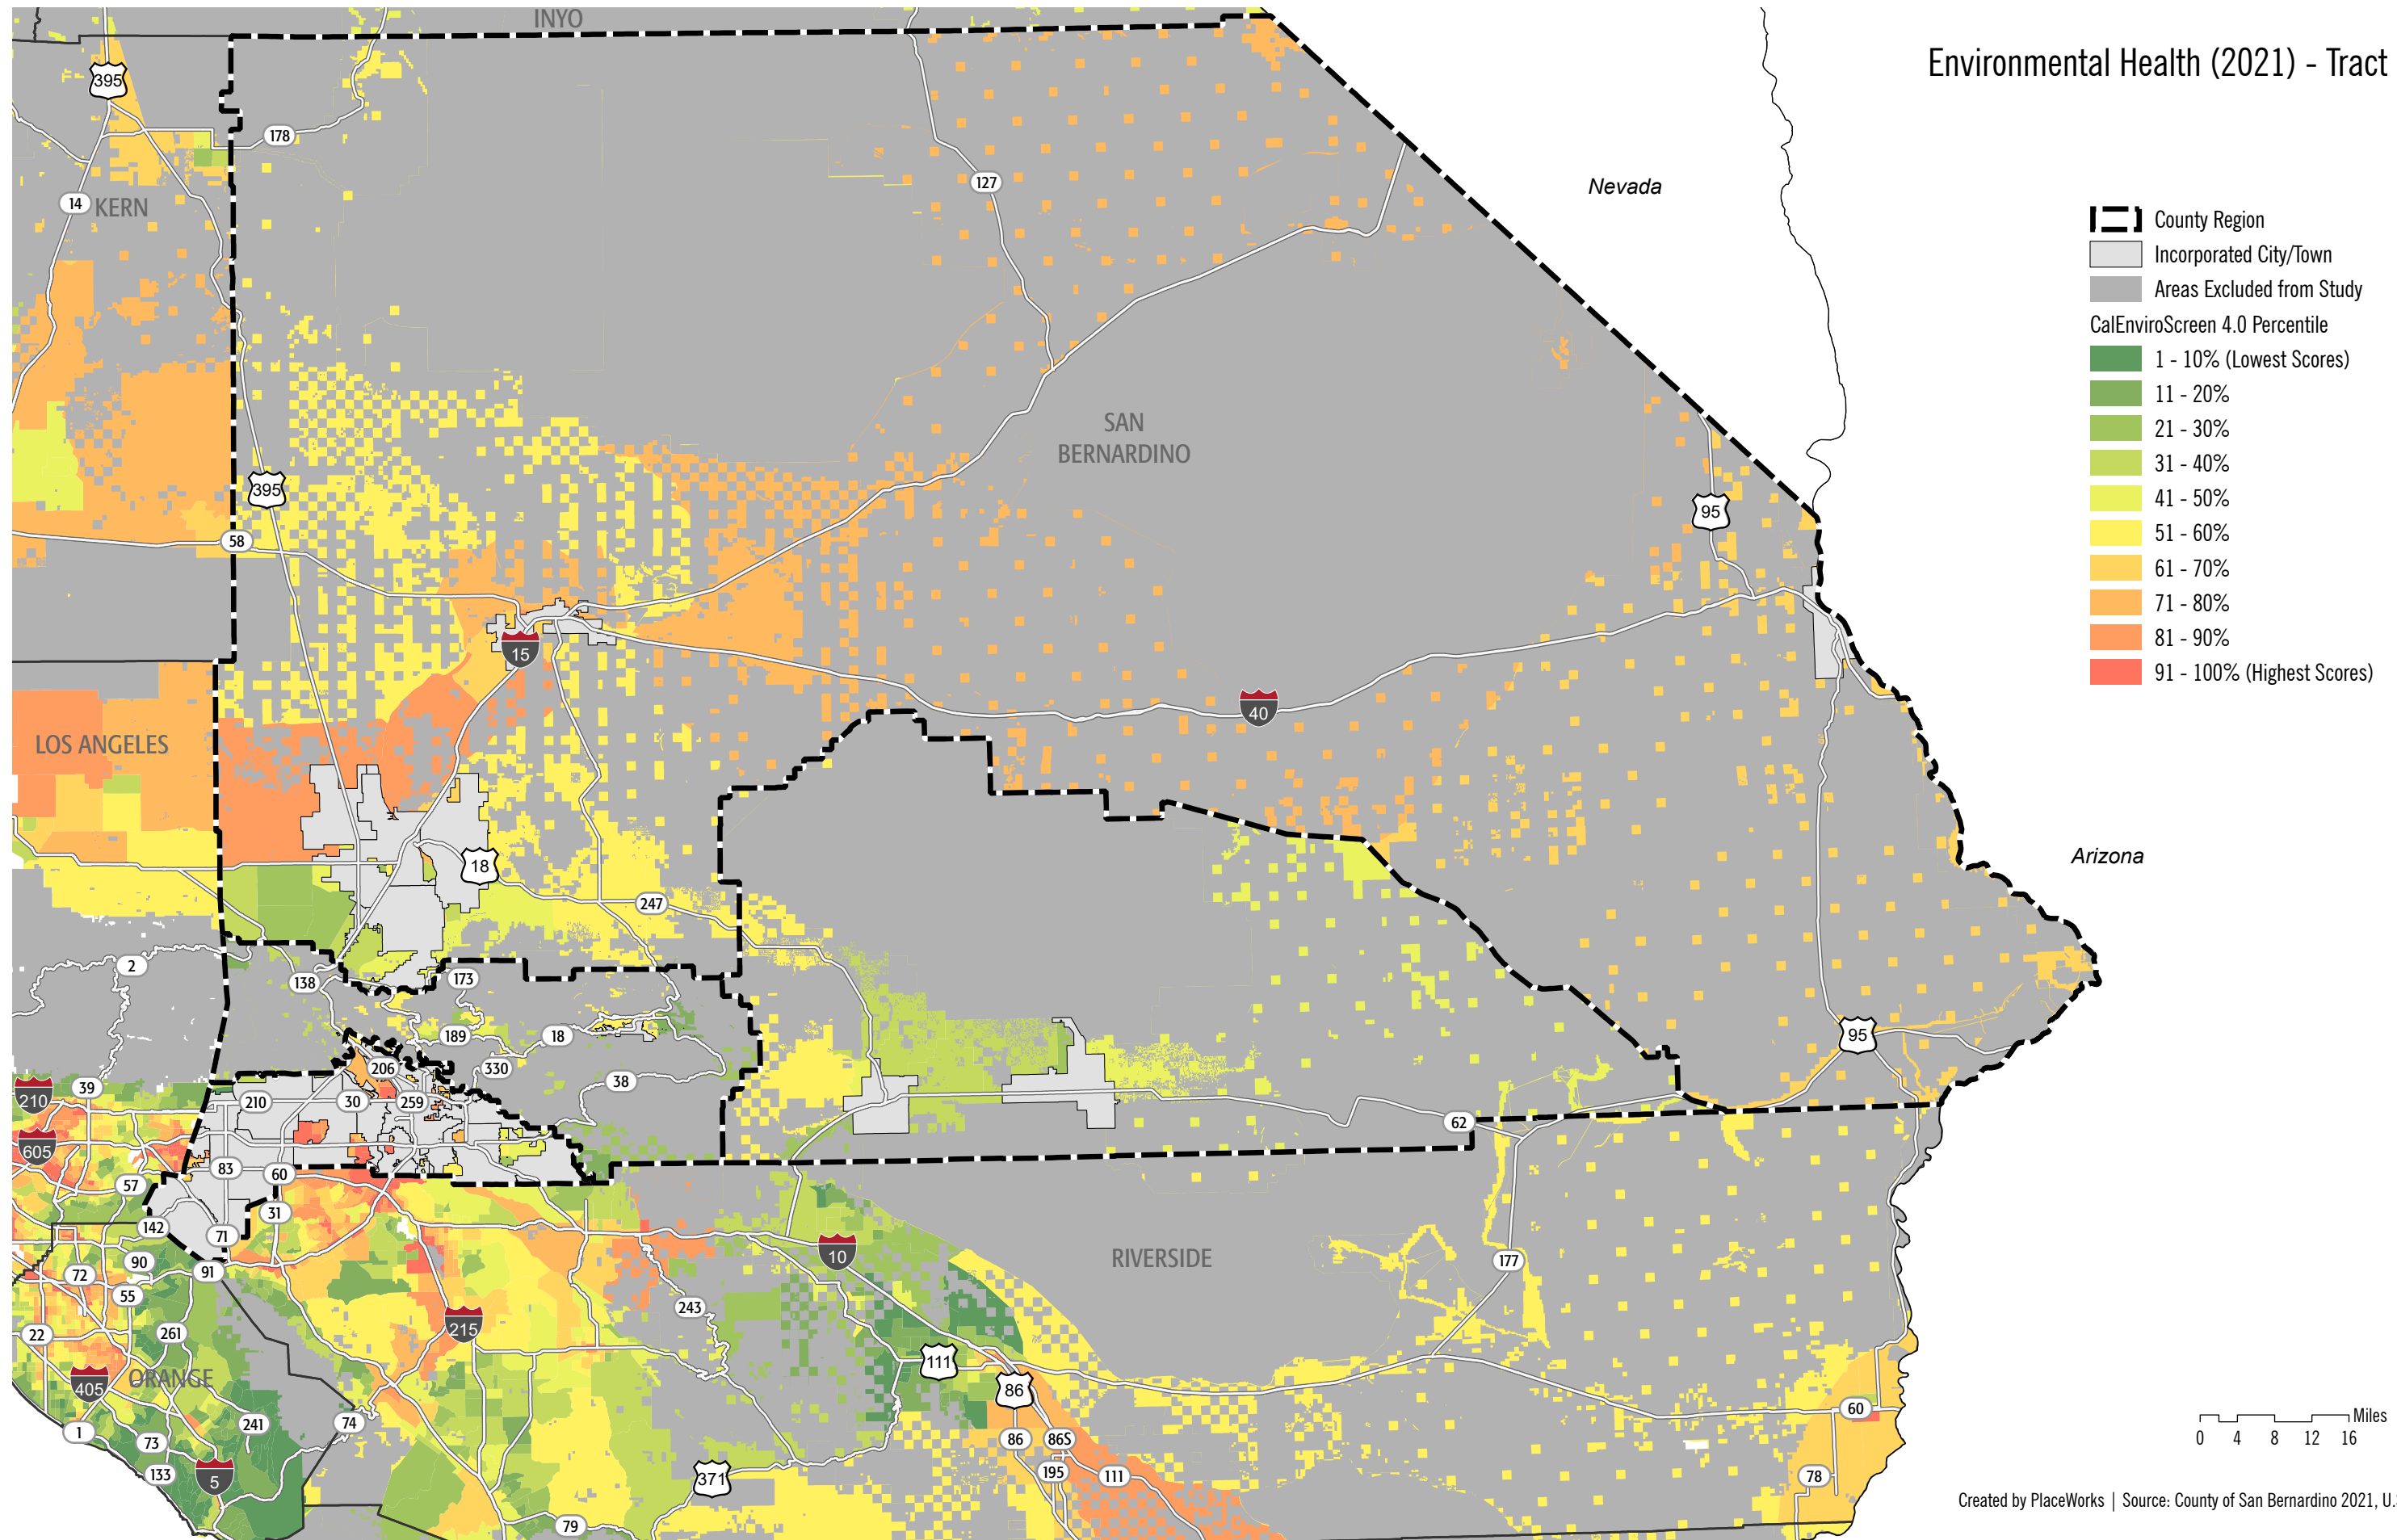 INYO
Environmental Health (2021) - Tract
395
178
127
Nevada
14
KERN
County Region
Incorporated City/Town
Areas Excluded from Study
CalEnviroScreen 4.0 Percentile
1 - 10% (Lowest Scores)
11 - 20%
21 - 30%
31 - 40%
41 - 50%
51 - 60%
61 - 70%
71 - 80%
81 - 90%
91 - 100% (Highest Scores)
SAN
BERNARDINO
395
95
58
15
40
LOS ANGELES
18
Arizona
247
2
138
173
189
18
95
206
330
38
39
210
210
30
259
62
605
83
60
57
31
142
71
10
RIVERSIDE
177
90
91
72
55
243
22
261
215
111
405
ORANGE
86
241
74
60
1
73
86
86S
Miles
0 4 8 12 16
133
5
371
195
111
78
79
Created by PlaceWorks | Source: County of San Bernardino 2021, U.S